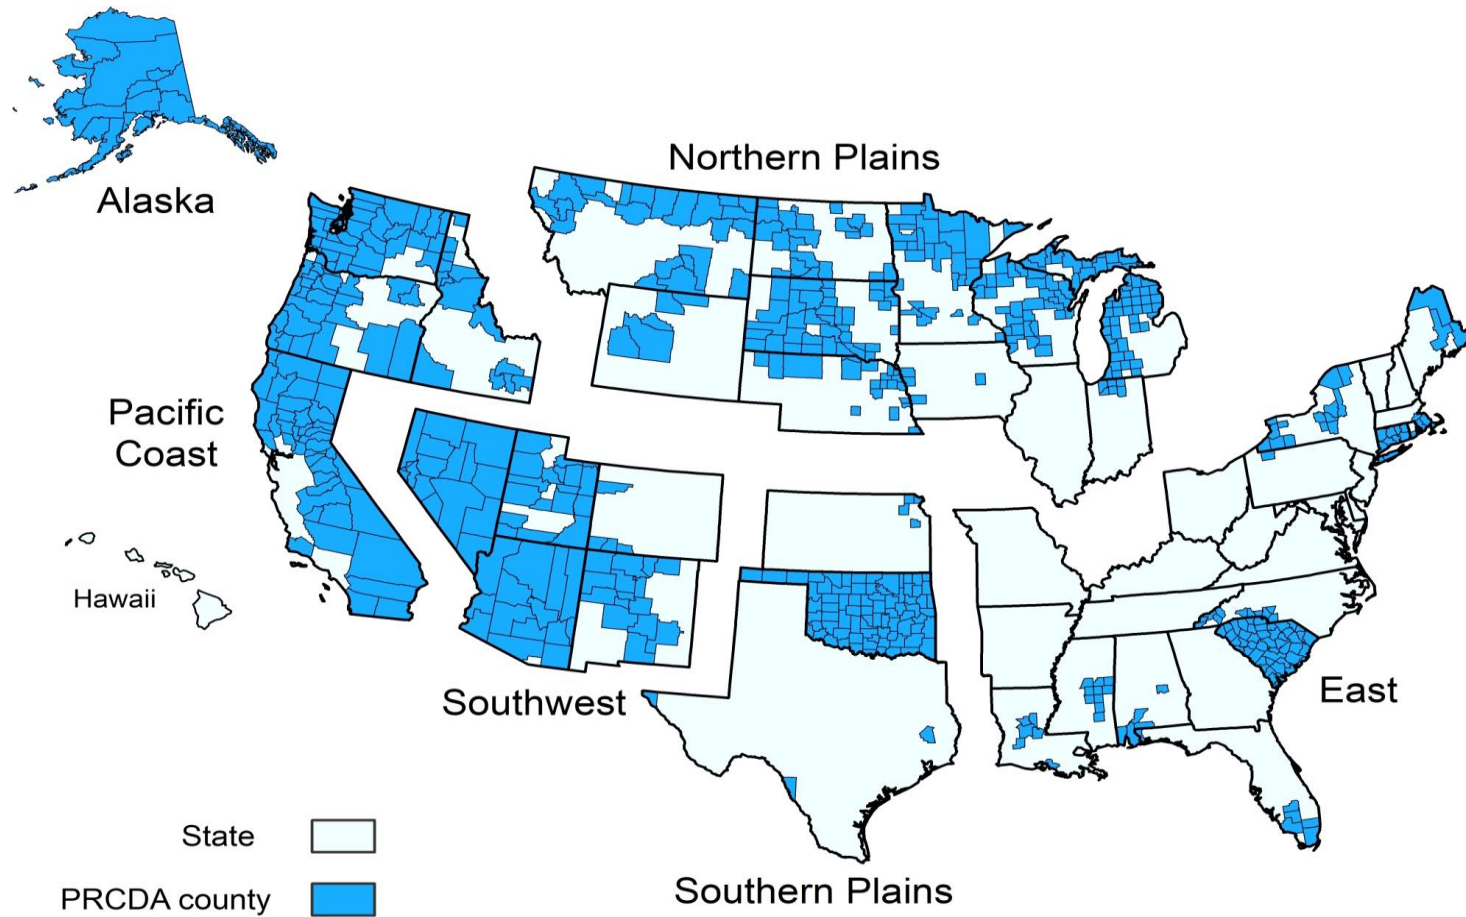 Northern Plains
Alaska
Pacific
Coast
Hawaii
Southwest
East
State
PRCDA county
Southern Plains